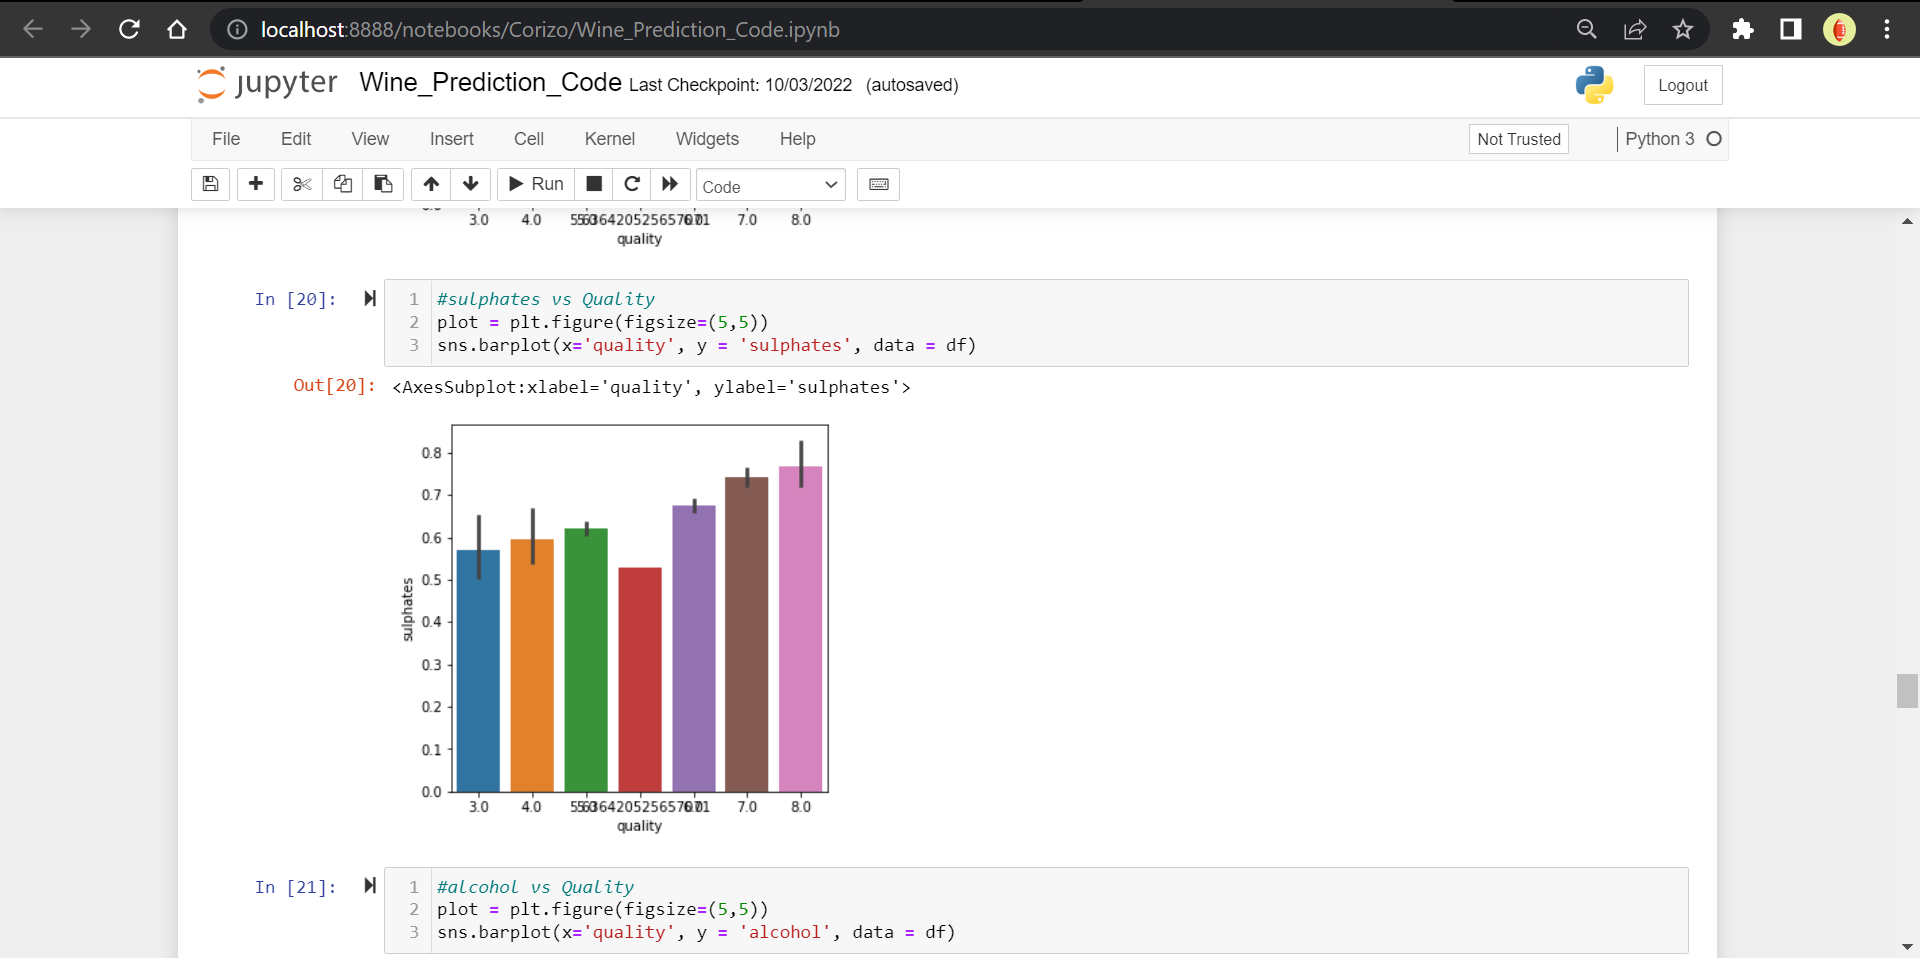 localhost:8888/notebooks/Corizo/Wine_Prediction_Code.ipynb
jupyter Wine_Prediction_Code Last Checkpoint: 10/03/2022 (autosaved)
Logout
File Edit View Insert Cell Kernel Widgets Help
Not Trusted
Python 3
Run
Code
3.0 4.0 7.0 8.0
quality
In [20]:
1 #sulphates vs Quality
2 plot = plt.figure(figsize=(5,5))
3 sns.barplot(x='quality', y = 'sulphates', data = df)
Out[20]: <AxesSubplot:xlabel='quality', ylabel='sulphates'>
0.8
0.7
0.6
0.5
0.4
0.3
0.2
0.1
0.0
sulphates
3.0 4.0 7.0 8.0
quality
In [21]:
1 #alcohol vs Quality
2 plot = plt.figure(figsize=(5,5))
3 sns.barplot(x='quality', y = 'alcohol', data = df)